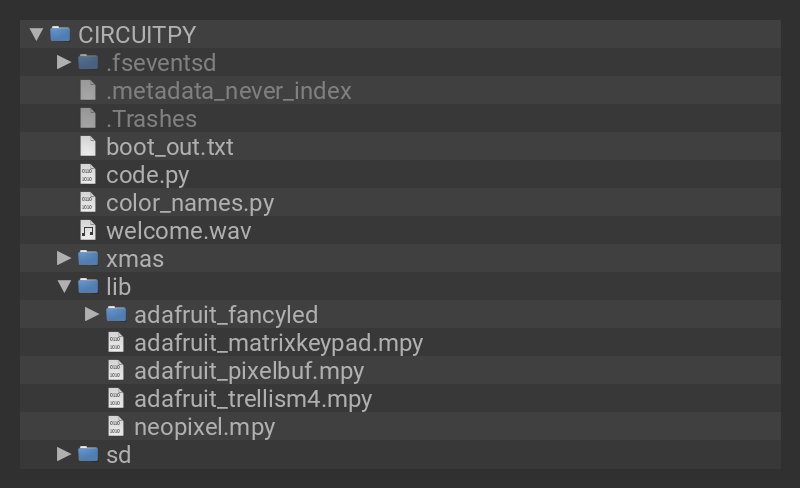 CIRCUITPY
.fseventsd
.metadata_never_index
.Trashes
boot_out.txt
code.py
color_names.py
welcome.wav
xmas
lib
adafruit_fancyled
adafruit_matrixkeypad.mpy
adafruit_pixelbuf.mpy
adafruit_trellism4.mpy
neopixel.mpy
sd